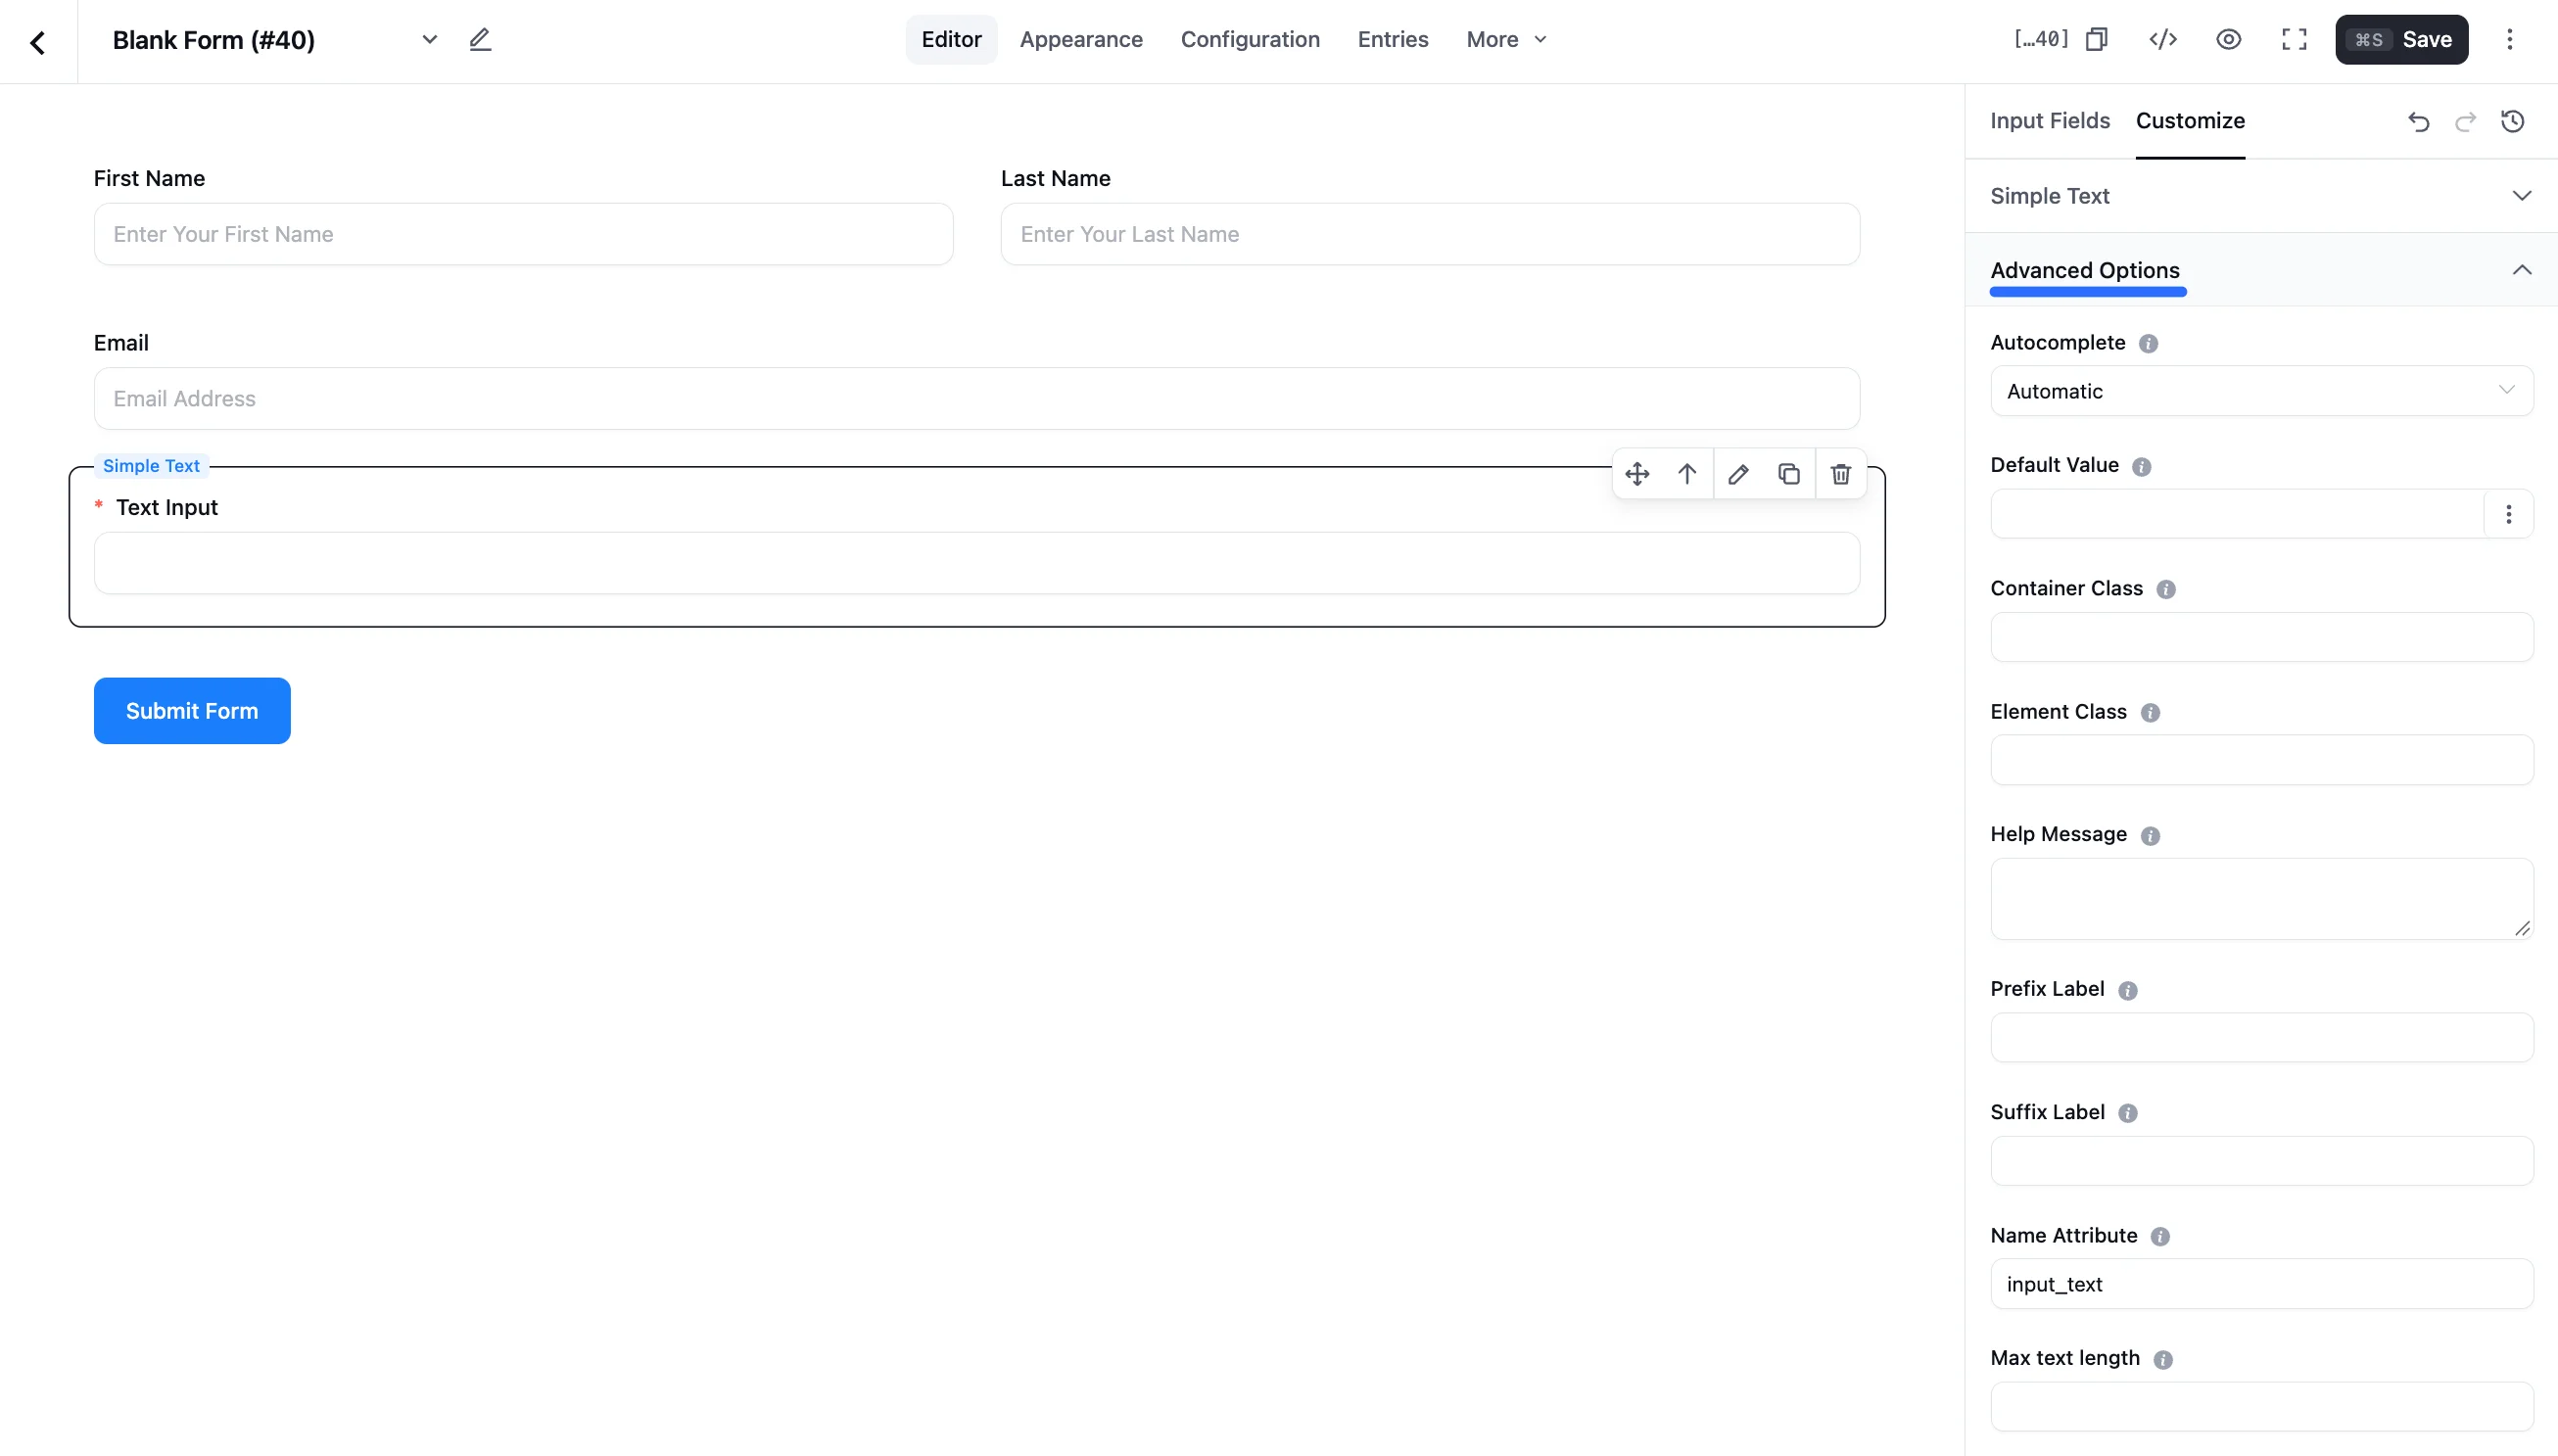 Blank Form (#40)
Editor
Appearance
Configuration
Entries
More
[…40]
⌘S Save
Input Fields
Customize
Simple Text
Advanced Options
First Name
Enter Your First Name
Last Name
Enter Your Last Name
Email
Email Address
Simple Text
* Text Input
Submit Form
Autocomplete
Automatic
Default Value
Container Class
Element Class
Help Message
Prefix Label
Suffix Label
Name Attribute
input_text
Max text length